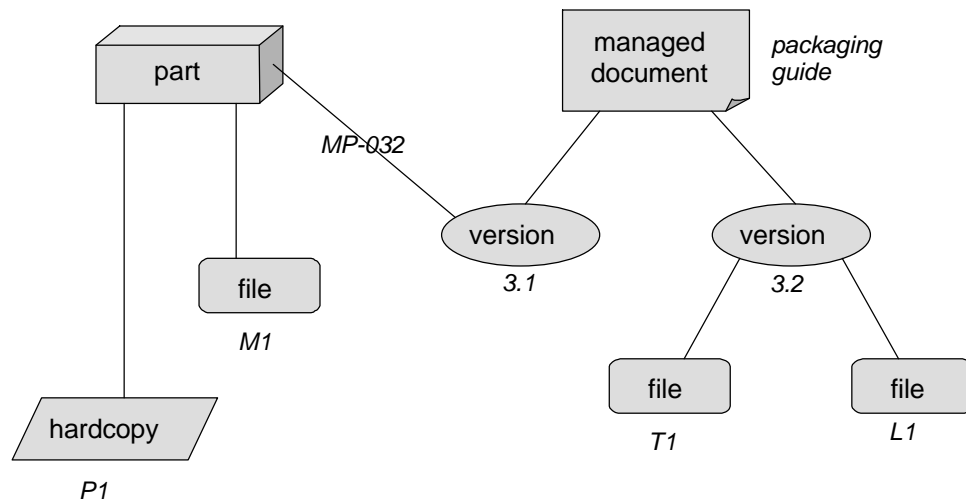 managed
document
packaging
guide
part
MP-032
version
3.1
version
3.2
file
M1
file
T1
file
L1
hardcopy
P1